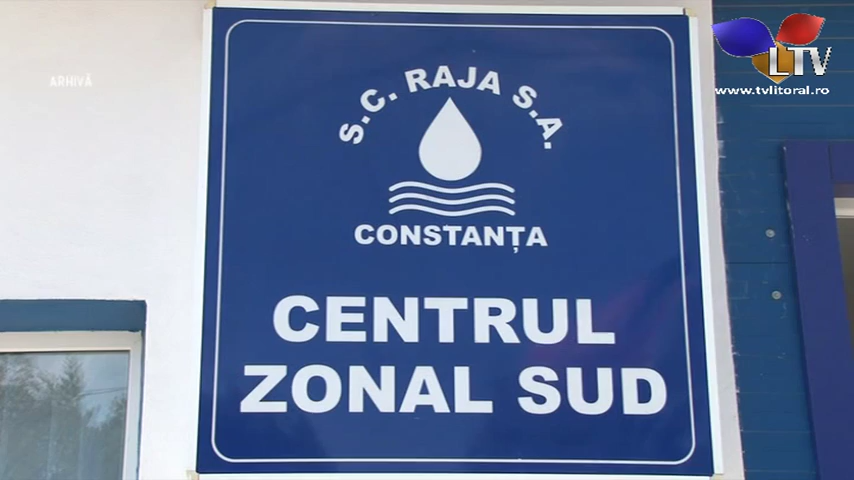 ARHIVĂ
LTV
www.tvlitoral.ro
S.C. RAJA S.A.
CONSTANȚA
CENTRUL
ZONAL SUD